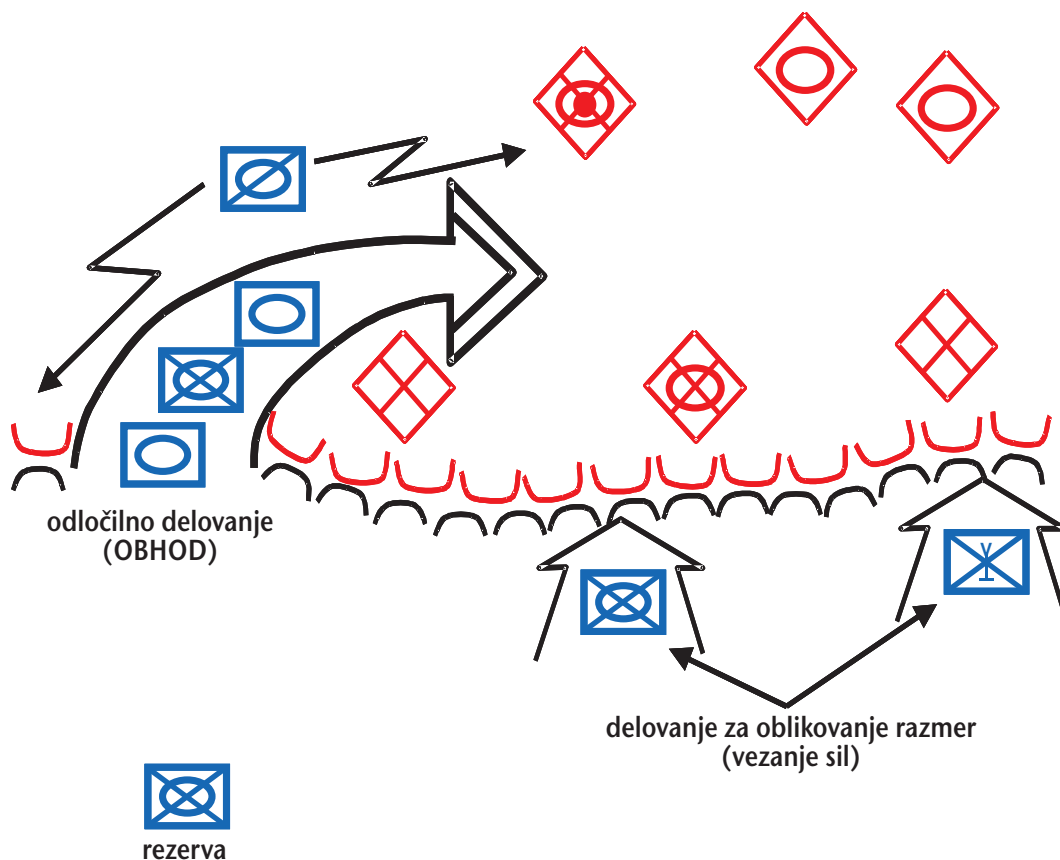 odločilno delovanje
(OBHOD)
delovanje za oblikovanje razmer
(vezanje sil)
rezerva